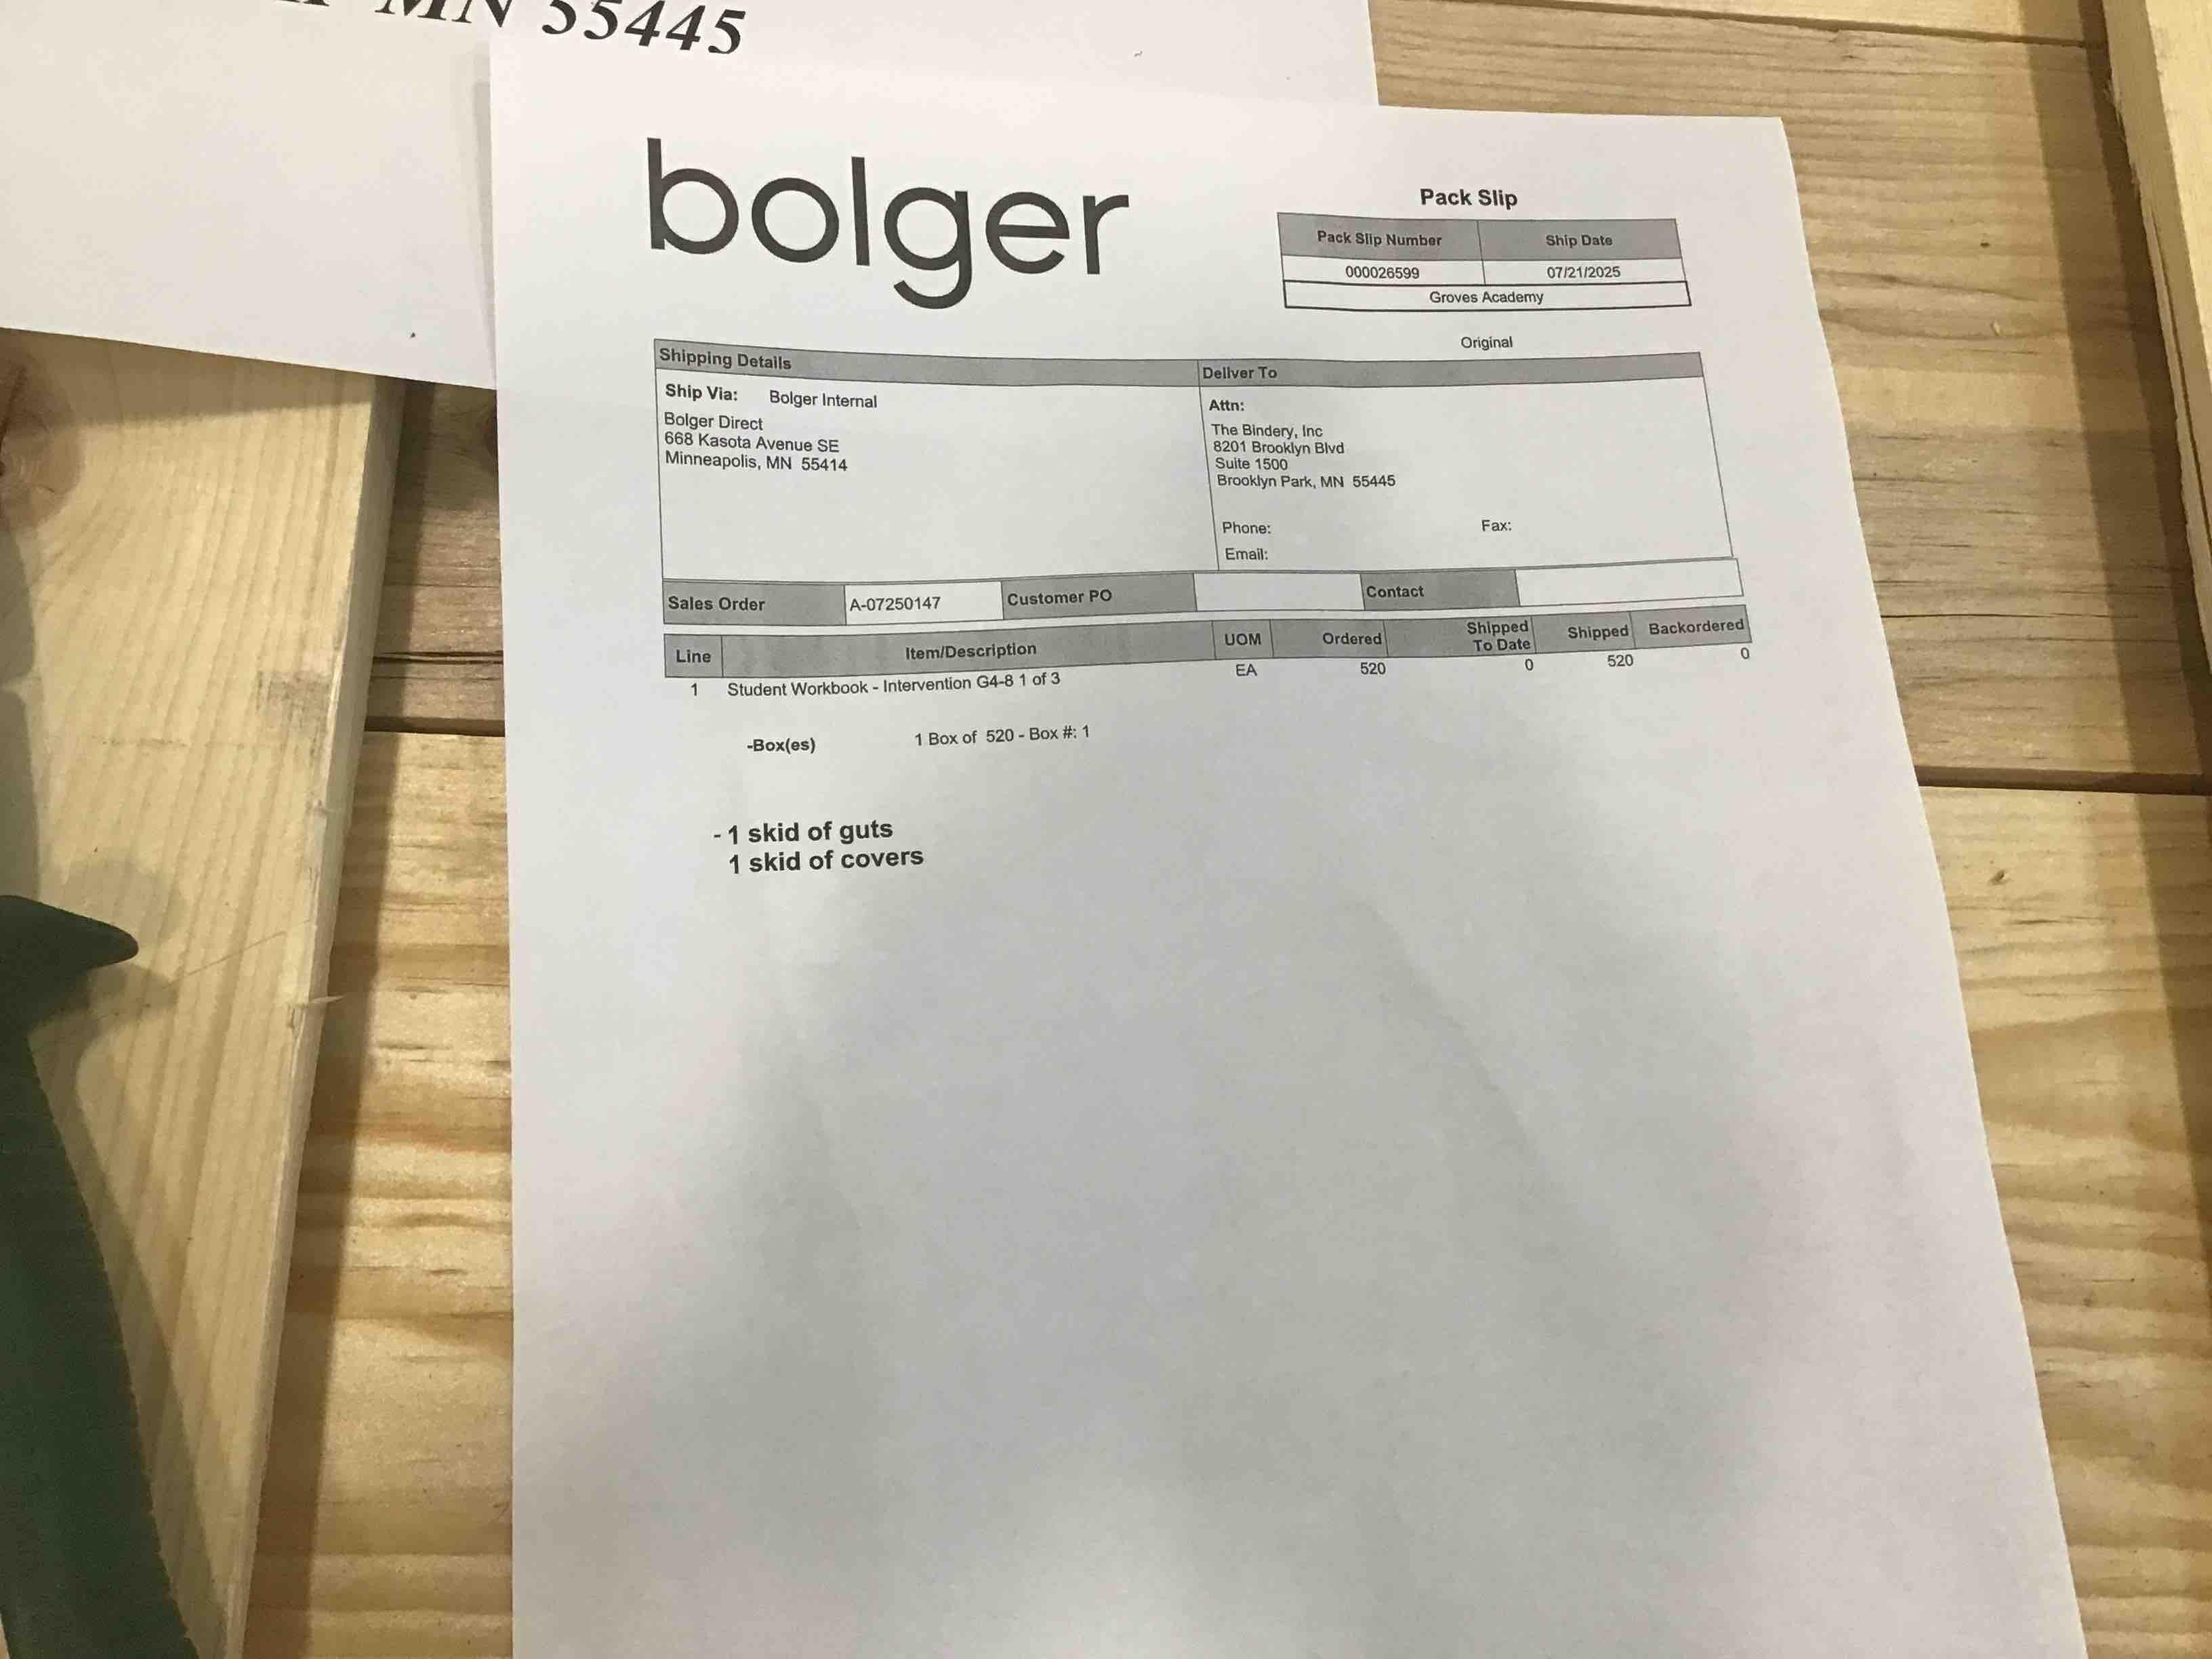 MN 55445
bolger
Pack Slip
Pack Slip Number Ship Date
000026599 07/21/2025
Groves Academy
Original
Shipping Details Deliver To
Ship Via: Bolger Internal
Bolger Direct
668 Kasota Avenue SE
Minneapolis, MN 55414
Attn:
The Bindery, Inc
8201 Brooklyn Blvd
Suite 1500
Brooklyn Park, MN 55445
Phone: Fax:
Email:
Sales Order A-07250147 Customer PO Contact
Line Item/Description UOM Ordered Shipped To Date Shipped Backordered
1 Student Workbook - Intervention G4-8 1 of 3 EA 520 0 520 0
-Box(es) 1 Box of 520 - Box #: 1
- 1 skid of guts
1 skid of covers